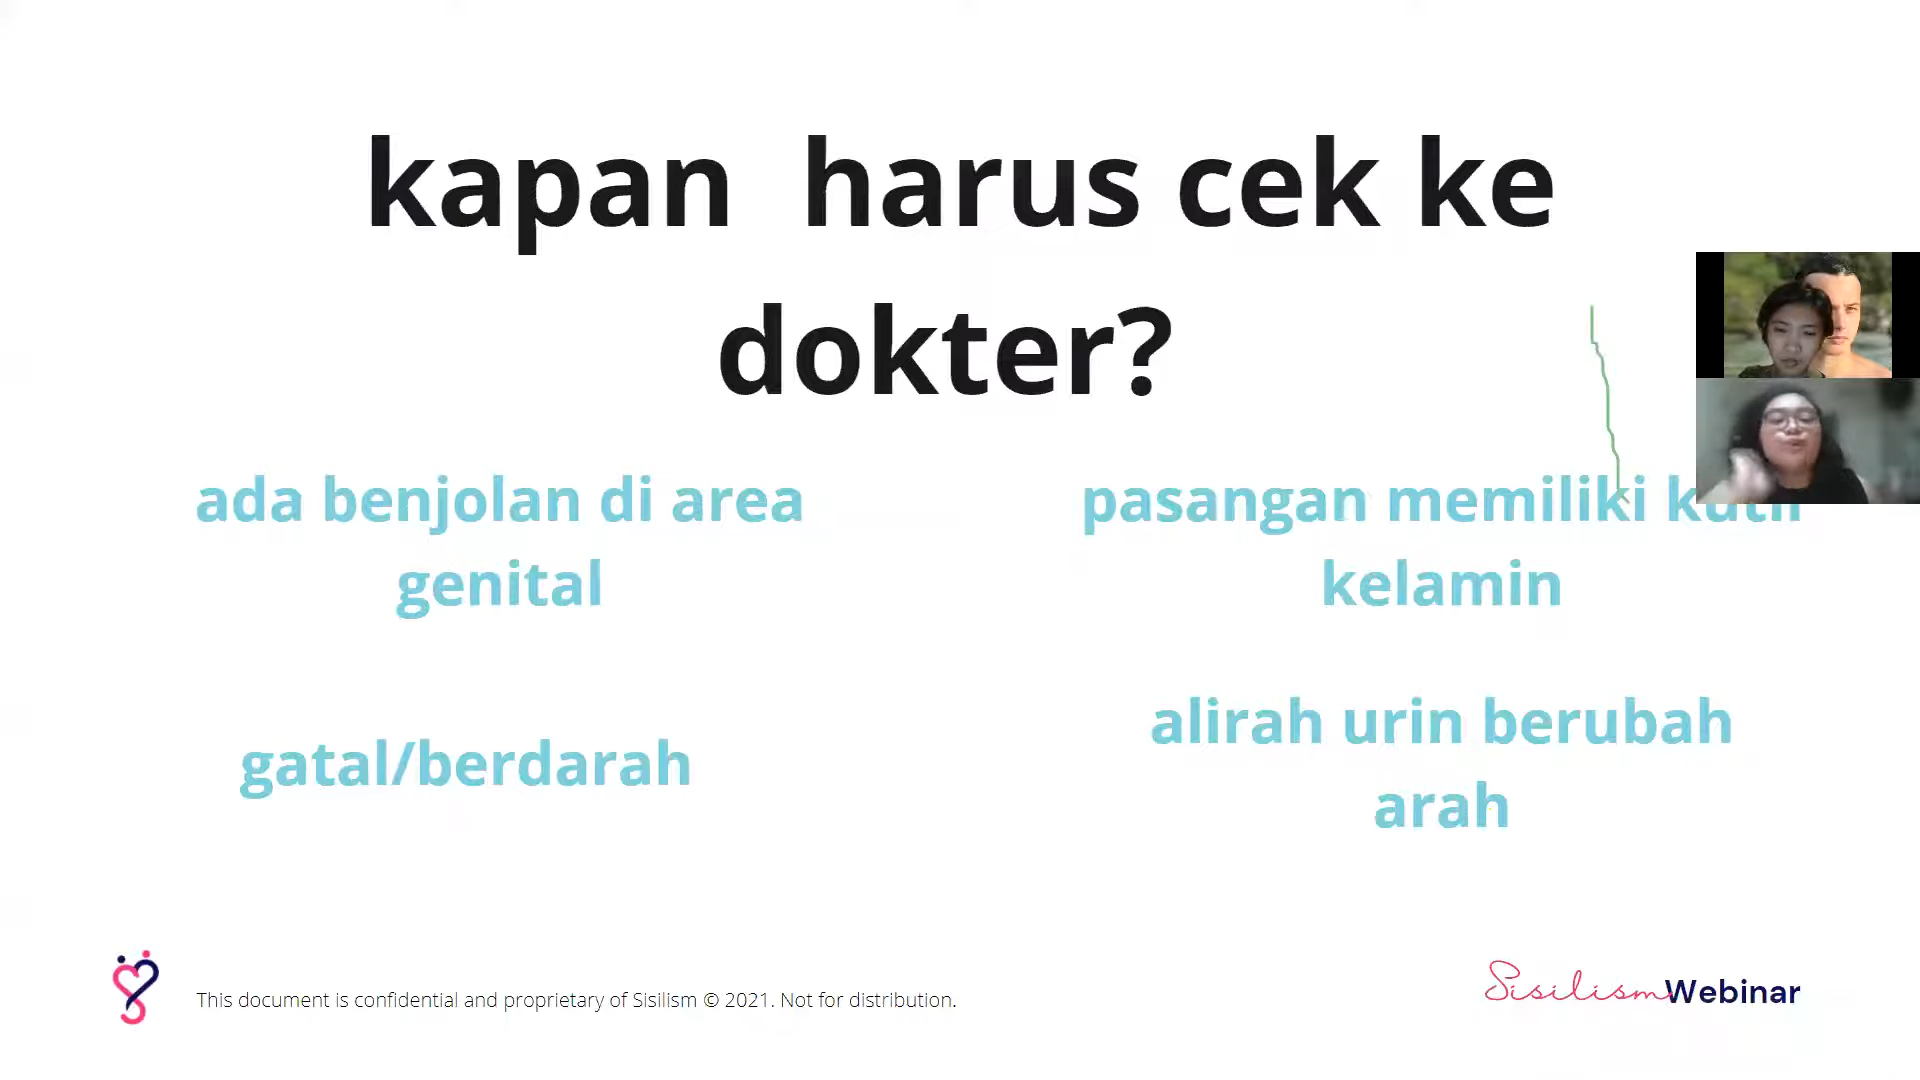 kapan harus cek ke
dokter?
ada benjolan di area
genital
pasangan memiliki kutil
kelamin
gatal/berdarah
alirah urin berubah
arah
This document is confidential and proprietary of Sisilism © 2021. Not for distribution.
Sisilism Webinar